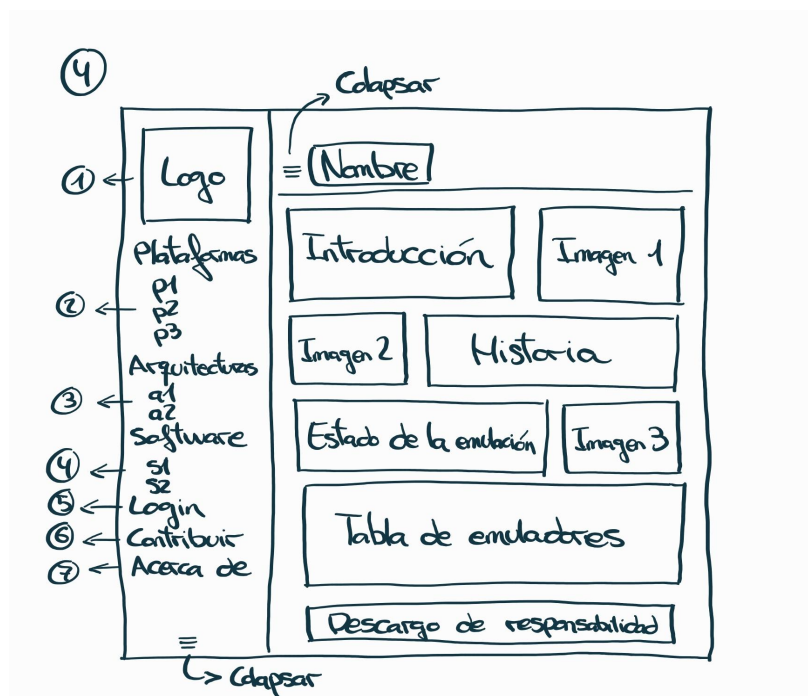 4
Colapsar
1
Logo
≡
Nombre
Plataformas
Introducción
Imagen 1
p1
2
p2
p3
Imagen 2
Historia
Arquitecturas
3
a1
a2
Software
Estado de la emulación
Imagen 3
4
s1
s2
5
Login
6
Contribuir
7
Acerca de
Tabla de emuladores
Descargo de responsabilidad
≡
Colapsar